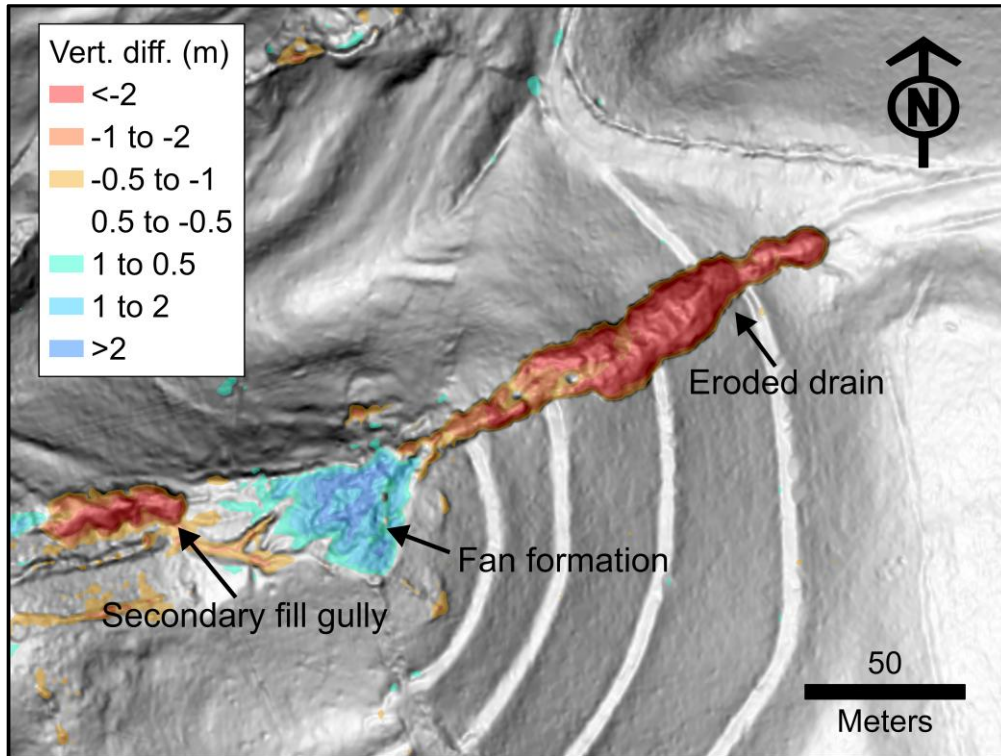 Vert. diff. (m)
<-2
-1 to -2
-0.5 to -1
0.5 to -0.5
1 to 0.5
1 to 2
>2
N
Eroded drain
Fan formation
Secondary fill gully
50
Meters